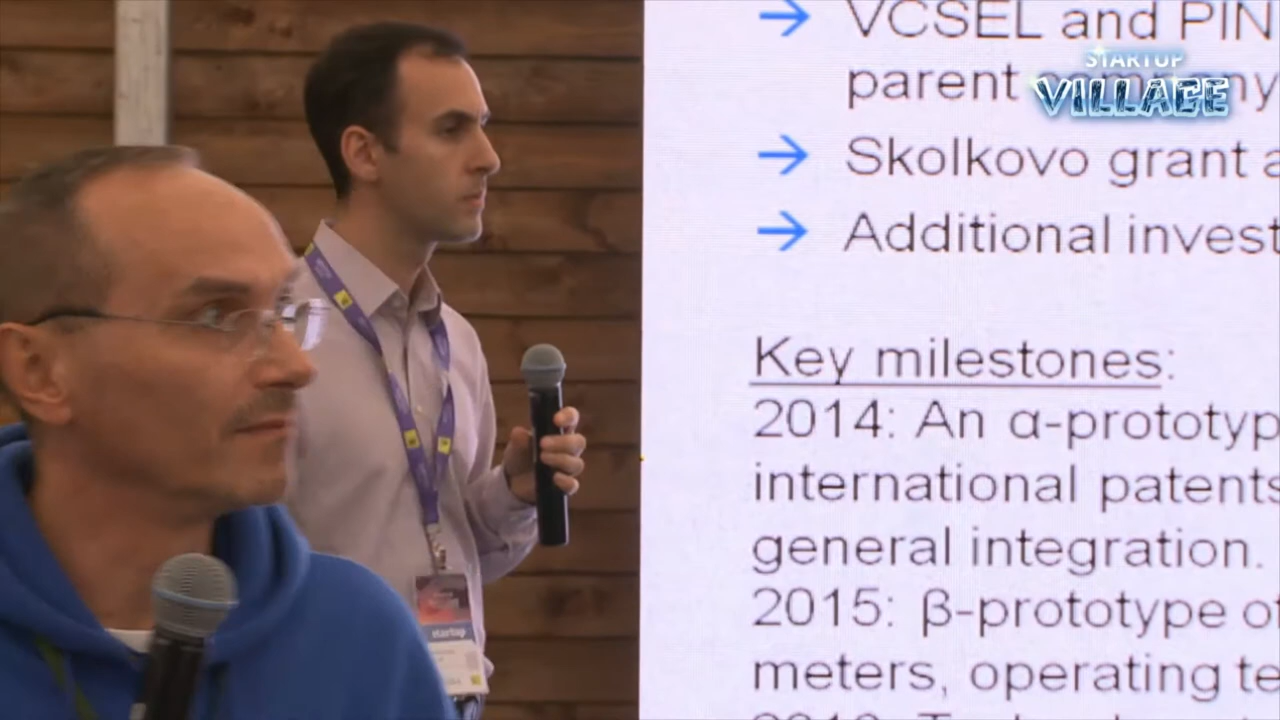 VCSEL and PIN
STARTUP
VILLAGE
parent
Skolkovo grant a
Additional invest
Key milestones:
2014: An α-prototyp
international patents
general integration.
2015: β-prototype of
meters, operating te
startup